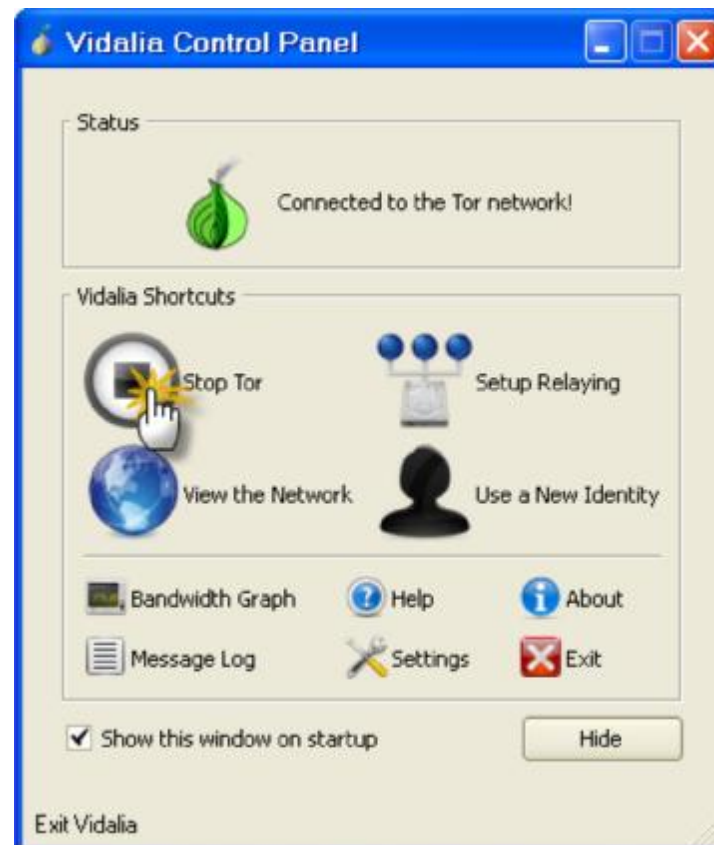 Vidalia Control Panel
Status
Connected to the Tor network!
Vidalia Shortcuts
Stop Tor
Setup Relaying
View the Network
Use a New Identity
Bandwidth Graph
Help
About
Message Log
Settings
Exit
Show this window on startup
Hide
Exit Vidalia